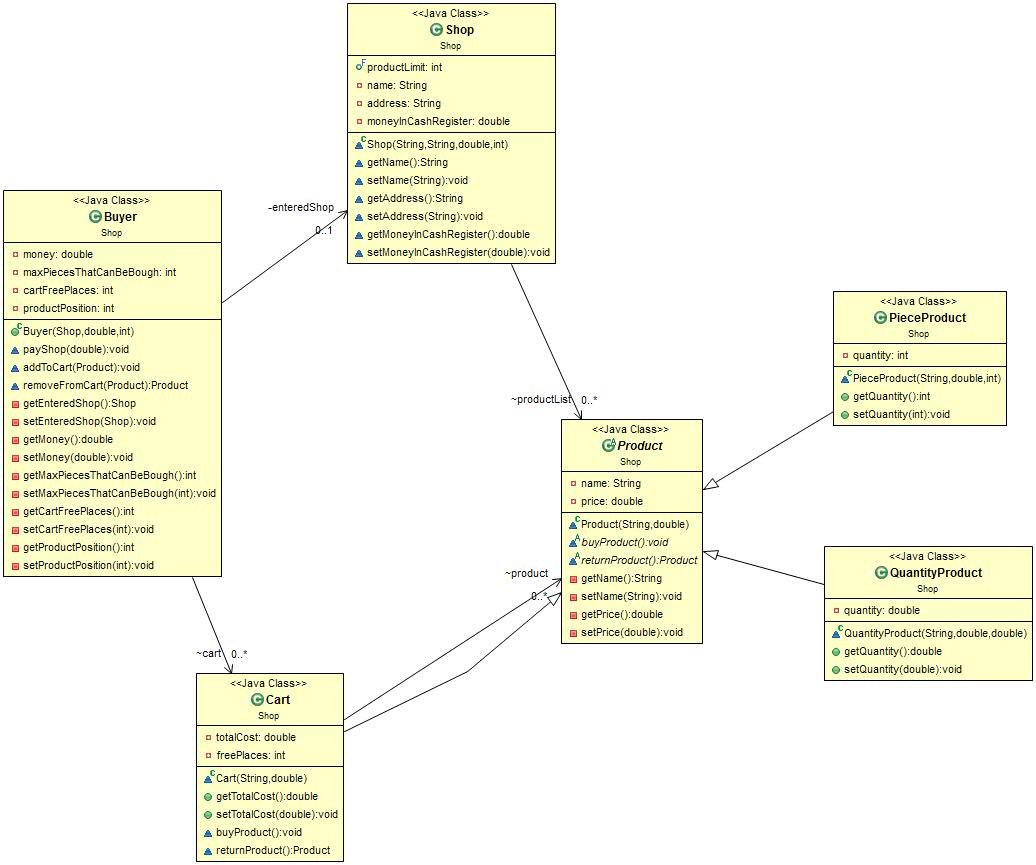 <<Java Class>>
Shop
Shop
productLimit: int
name: String
address: String
moneyInCashRegister: double
Shop(String,String,double,int)
getName():String
setName(String):void
getAddress():String
setAddress(String):void
getMoneyInCashRegister():double
setMoneyInCashRegister(double):void
<<Java Class>>
Buyer
Shop
money: double
maxPiecesThatCanBeBough: int
cartFreePlaces: int
productPosition: int
Buyer(Shop,double,int)
payShop(double):void
addToCart(Product):void
removeFromCart(Product):Product
getEnteredShop():Shop
setEnteredShop(Shop):void
getMoney():double
setMoney(double):void
getMaxPiecesThatCanBeBough():int
setMaxPiecesThatCanBeBough(int):void
getCartFreePlaces():int
setCartFreePlaces(int):void
getProductPosition():int
setProductPosition(int):void
-enteredShop
0..1
<<Java Class>>
PieceProduct
Shop
quantity: int
PieceProduct(String,double,int)
getQuantity():int
setQuantity(int):void
~productList 0..*
<<Java Class>>
Product
Shop
name: String
price: double
Product(String,double)
buyProduct():void
returnProduct():Product
getName():String
setName(String):void
getPrice():double
setPrice(double):void
<<Java Class>>
QuantityProduct
Shop
quantity: double
QuantityProduct(String,double,double)
getQuantity():double
setQuantity(double):void
~product
0..*
~cart 0..*
<<Java Class>>
Cart
Shop
totalCost: double
freePlaces: int
Cart(String,double)
getTotalCost():double
setTotalCost(double):void
buyProduct():void
returnProduct():Product